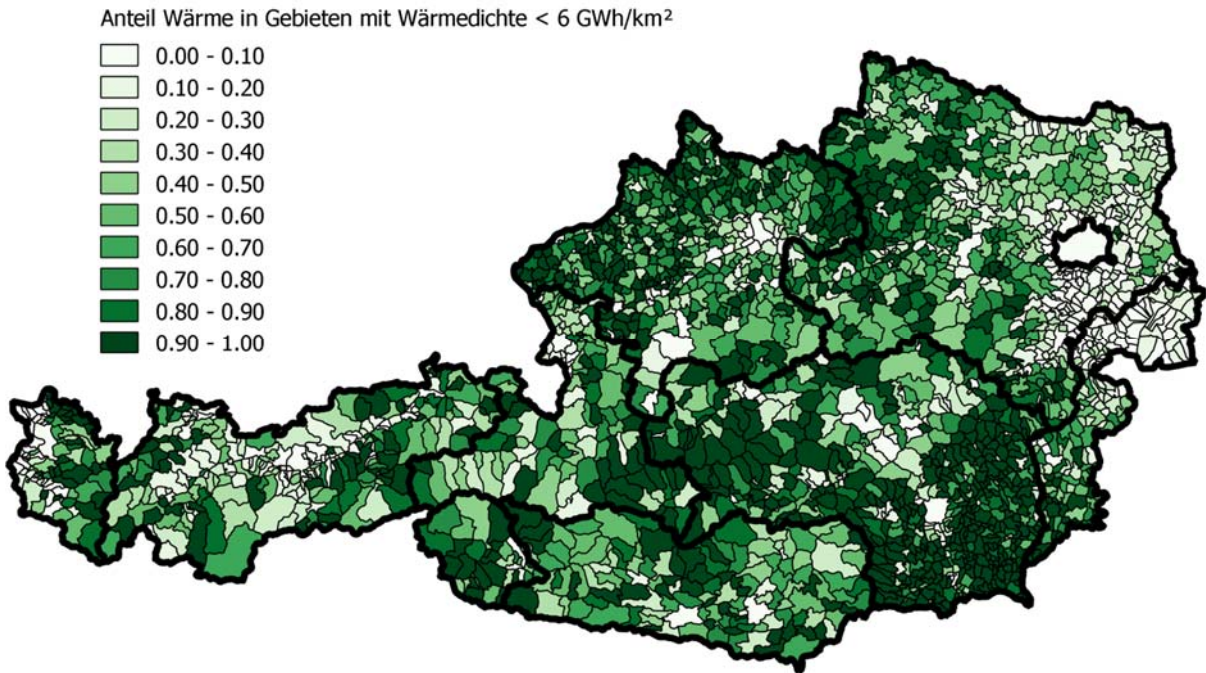 Anteil Wärme in Gebieten mit Wärmedichte < 6 GWh/km²
0.00 - 0.10
0.10 - 0.20
0.20 - 0.30
0.30 - 0.40
0.40 - 0.50
0.50 - 0.60
0.60 - 0.70
0.70 - 0.80
0.80 - 0.90
0.90 - 1.00